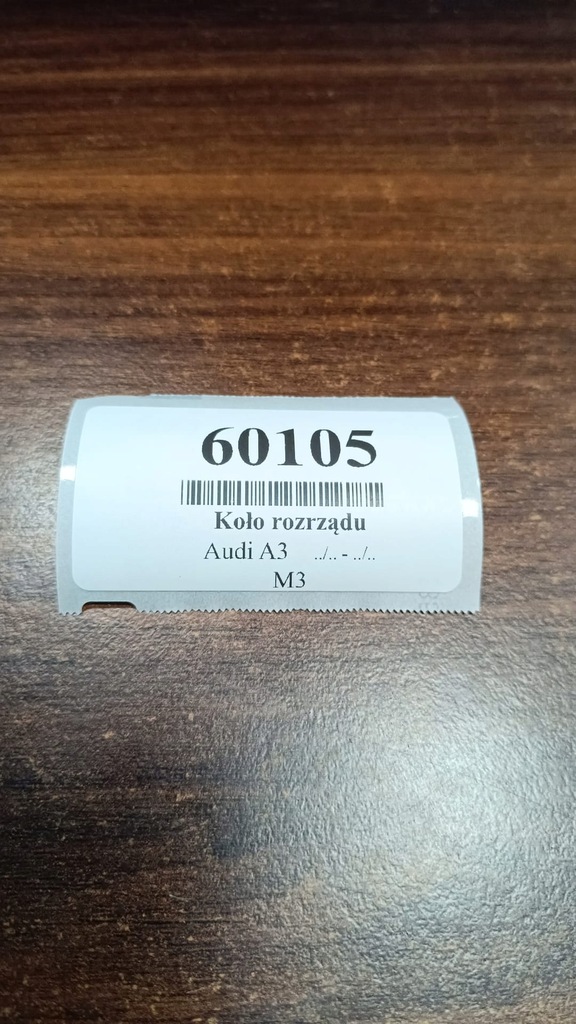 60105
Koło rozrządu
Audi A3 ../.. - ../..
M3